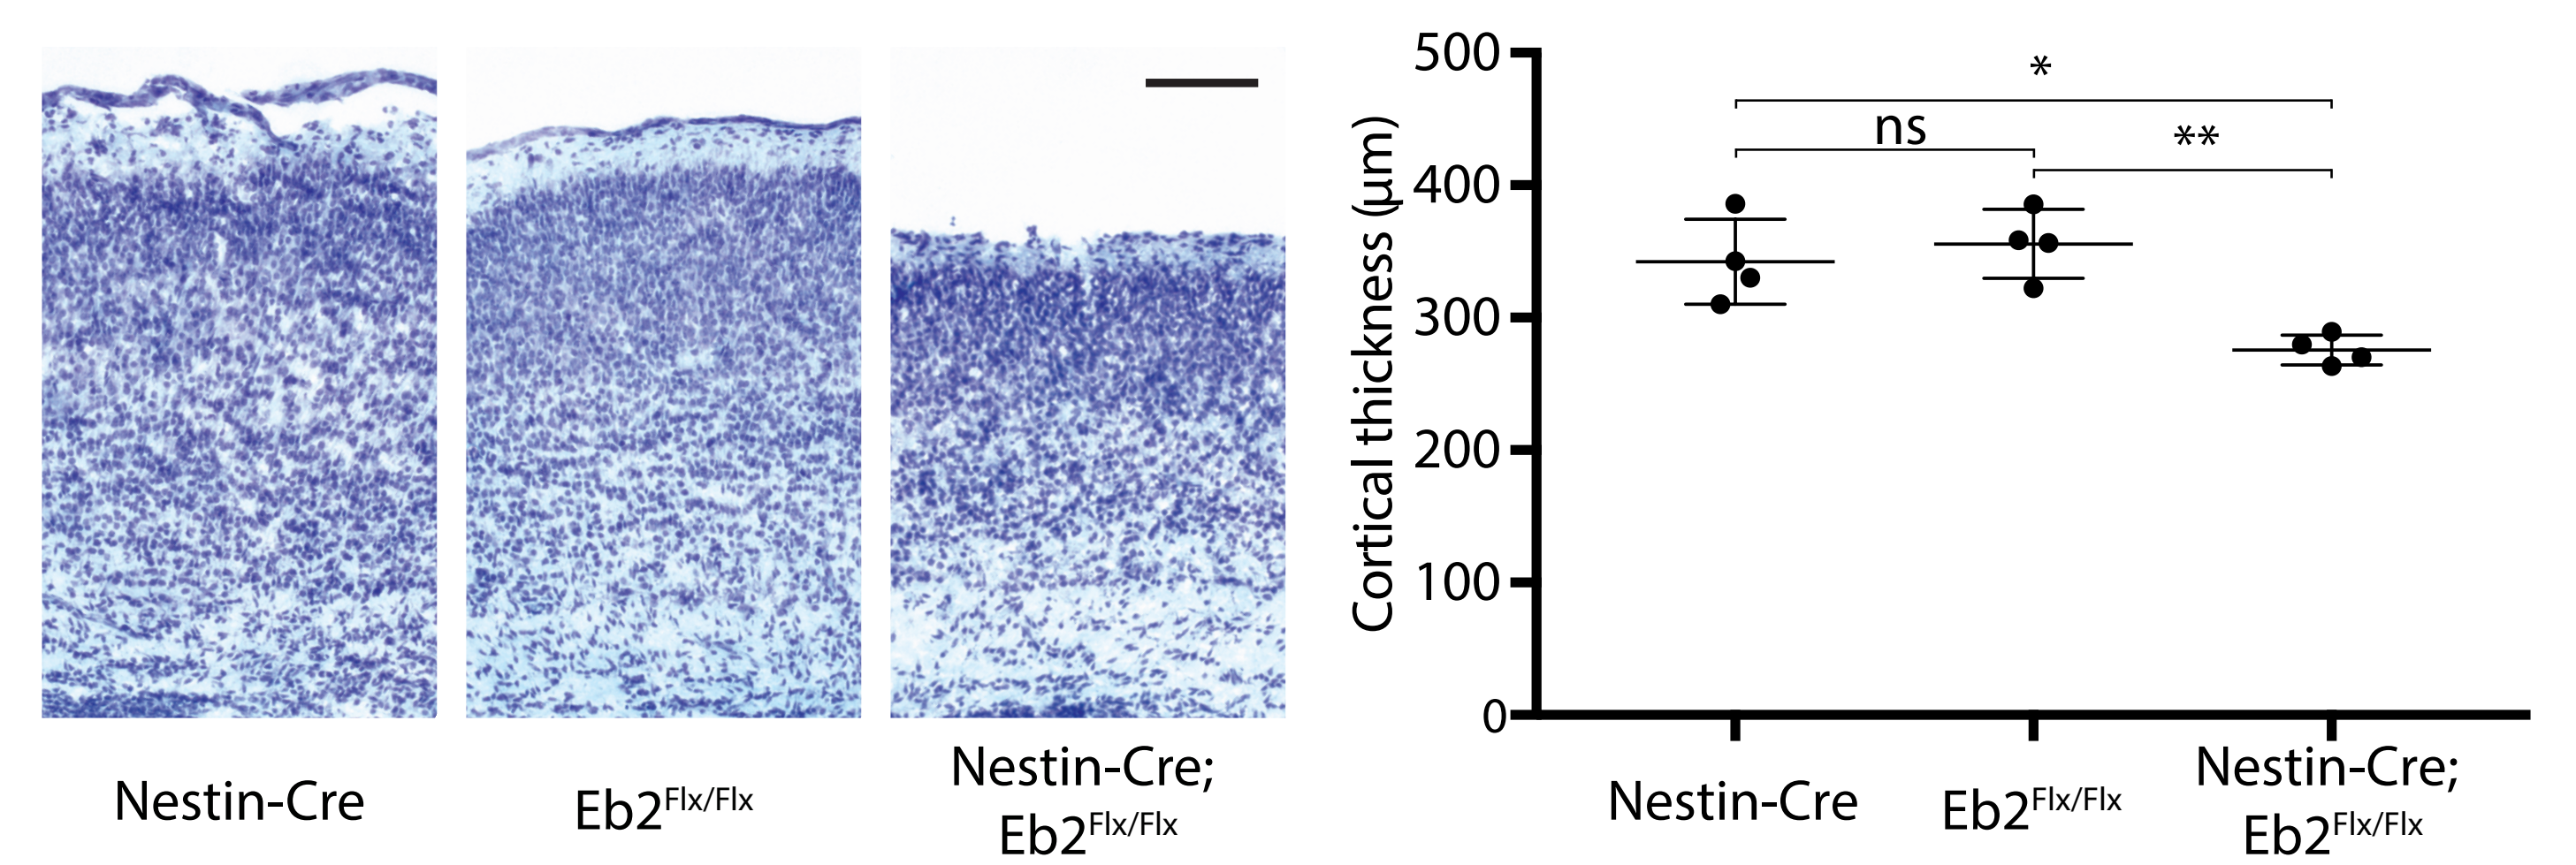 Nestin-Cre
Eb2Flx/Flx
Nestin-Cre;
Eb2Flx/Flx
Cortical thickness (µm)
500
400
300
200
100
0
*
ns
**
Nestin-Cre
Eb2Flx/Flx
Nestin-Cre;
Eb2Flx/Flx